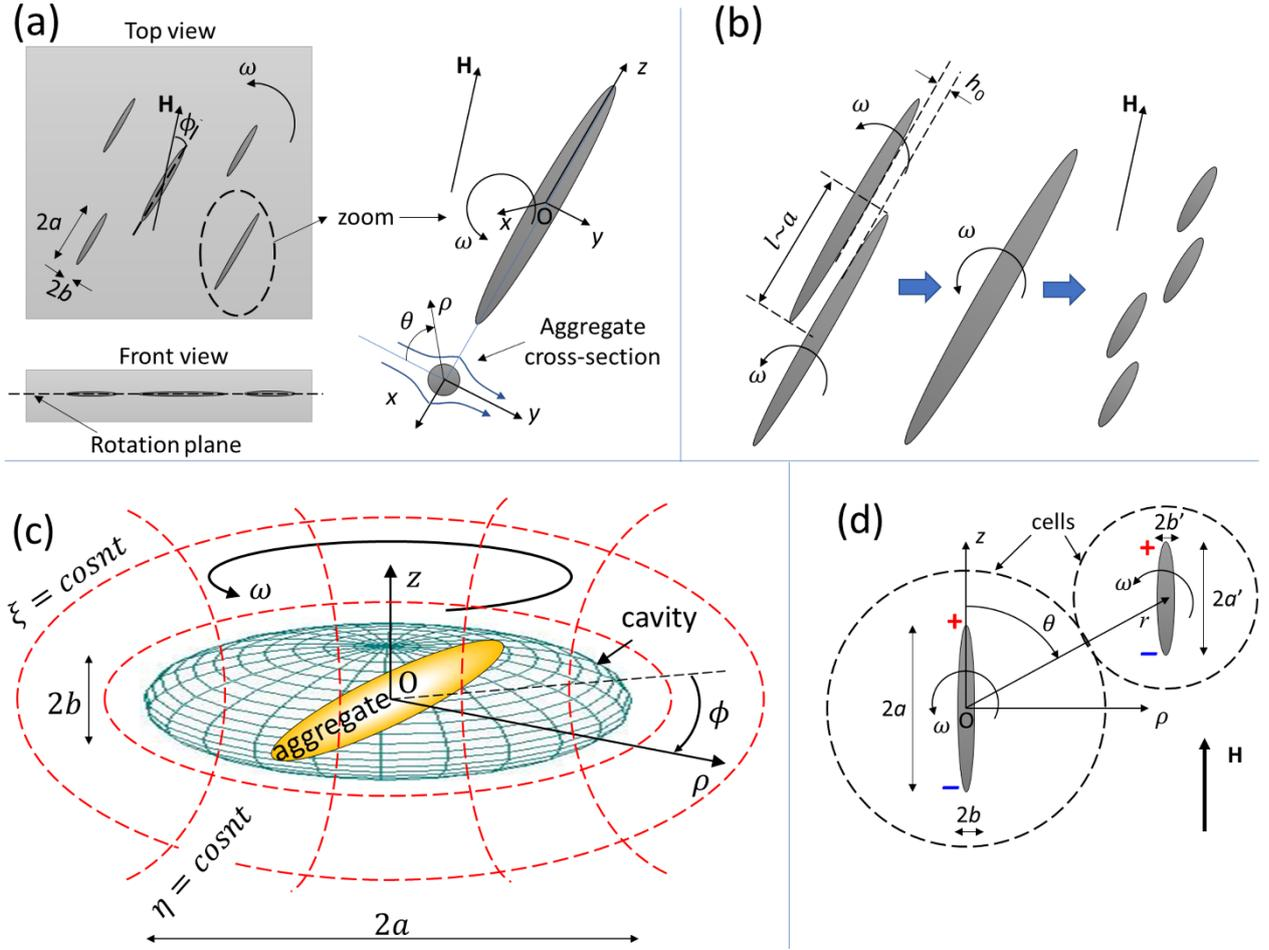 (a)
Top view
ω
H
ϕ
2a
2b
zoom
H
z
O
x
y
ω
ρ
θ
Aggregate
cross-section
x
y
Front view
Rotation plane
(b)
h₀
ω
l~a
ω
ω
H
(c)
ξ = cosnt
ω
z
cavity
O
aggregate
2b
ϕ
ρ
η = cosnt
2a
(d)
cells
2b'
z
+
ω
2a'
r
θ
+
−
2a
ω
O
ρ
−
2b
H